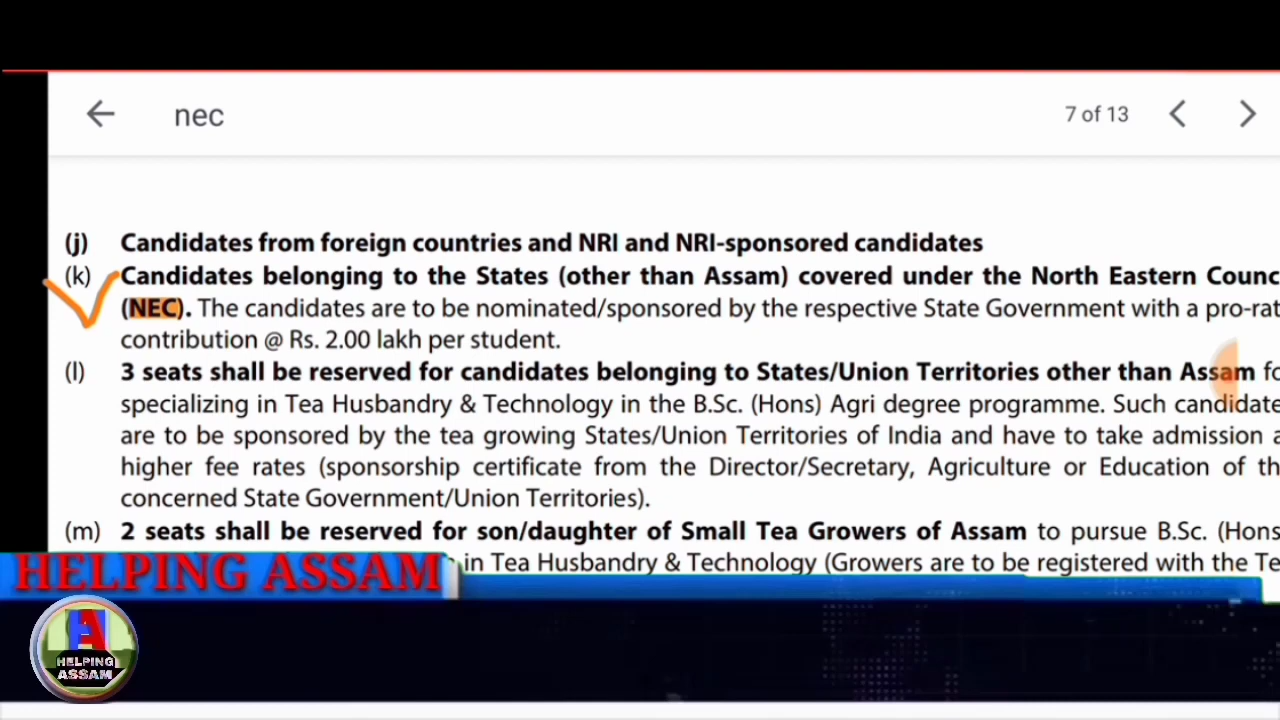 nec
7 of 13
(j) Candidates from foreign countries and NRI and NRI-sponsored candidates
(k) Candidates belonging to the States (other than Assam) covered under the North Eastern Counc
(NEC). The candidates are to be nominated/sponsored by the respective State Government with a pro-rat
contribution @ Rs. 2.00 lakh per student.
(l) 3 seats shall be reserved for candidates belonging to States/Union Territories other than Assam fo
specializing in Tea Husbandry & Technology in the B.Sc. (Hons) Agri degree programme. Such candidate
are to be sponsored by the tea growing States/Union Territories of India and have to take admission a
higher fee rates (sponsorship certificate from the Director/Secretary, Agriculture or Education of th
concerned State Government/Union Territories).
(m) 2 seats shall be reserved for son/daughter of Small Tea Growers of Assam to pursue B.Sc. (Hons
in Tea Husbandry & Technology (Growers are to be registered with the Te
HELPING ASSAM
HA
HELPING
ASSAM